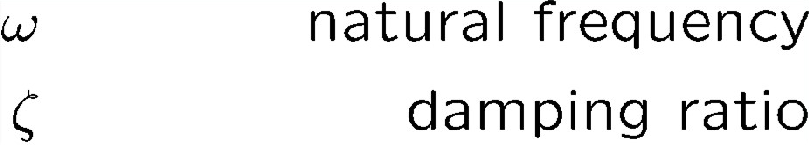 ω natural frequency
ζ damping ratio